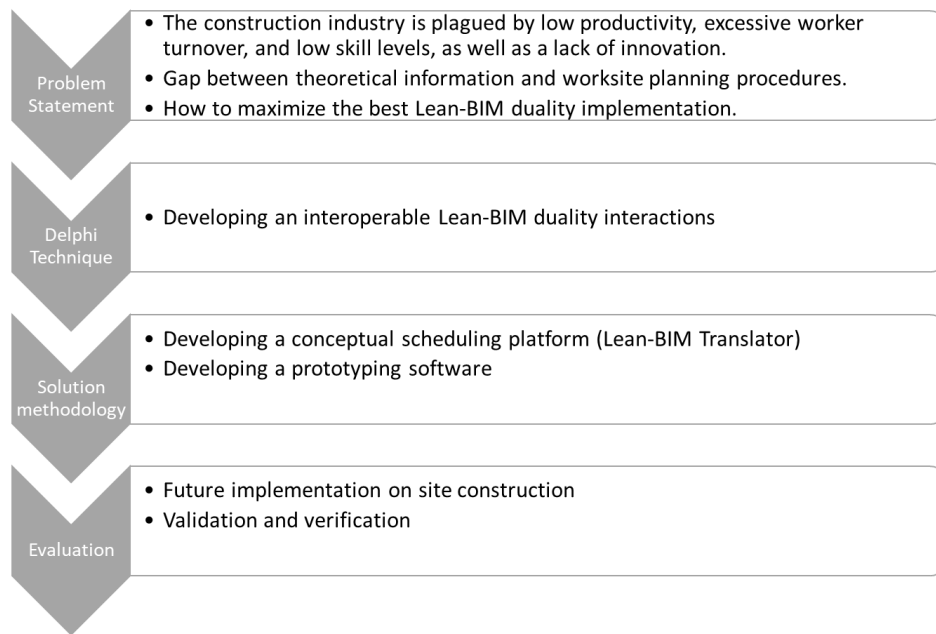 Problem
Statement
• The construction industry is plagued by low productivity, excessive worker
turnover, and low skill levels, as well as a lack of innovation.
• Gap between theoretical information and worksite planning procedures.
• How to maximize the best Lean-BIM duality implementation.
Delphi
Technique
• Developing an interoperable Lean-BIM duality interactions
Solution
methodology
• Developing a conceptual scheduling platform (Lean-BIM Translator)
• Developing a prototyping software
Evaluation
• Future implementation on site construction
• Validation and verification